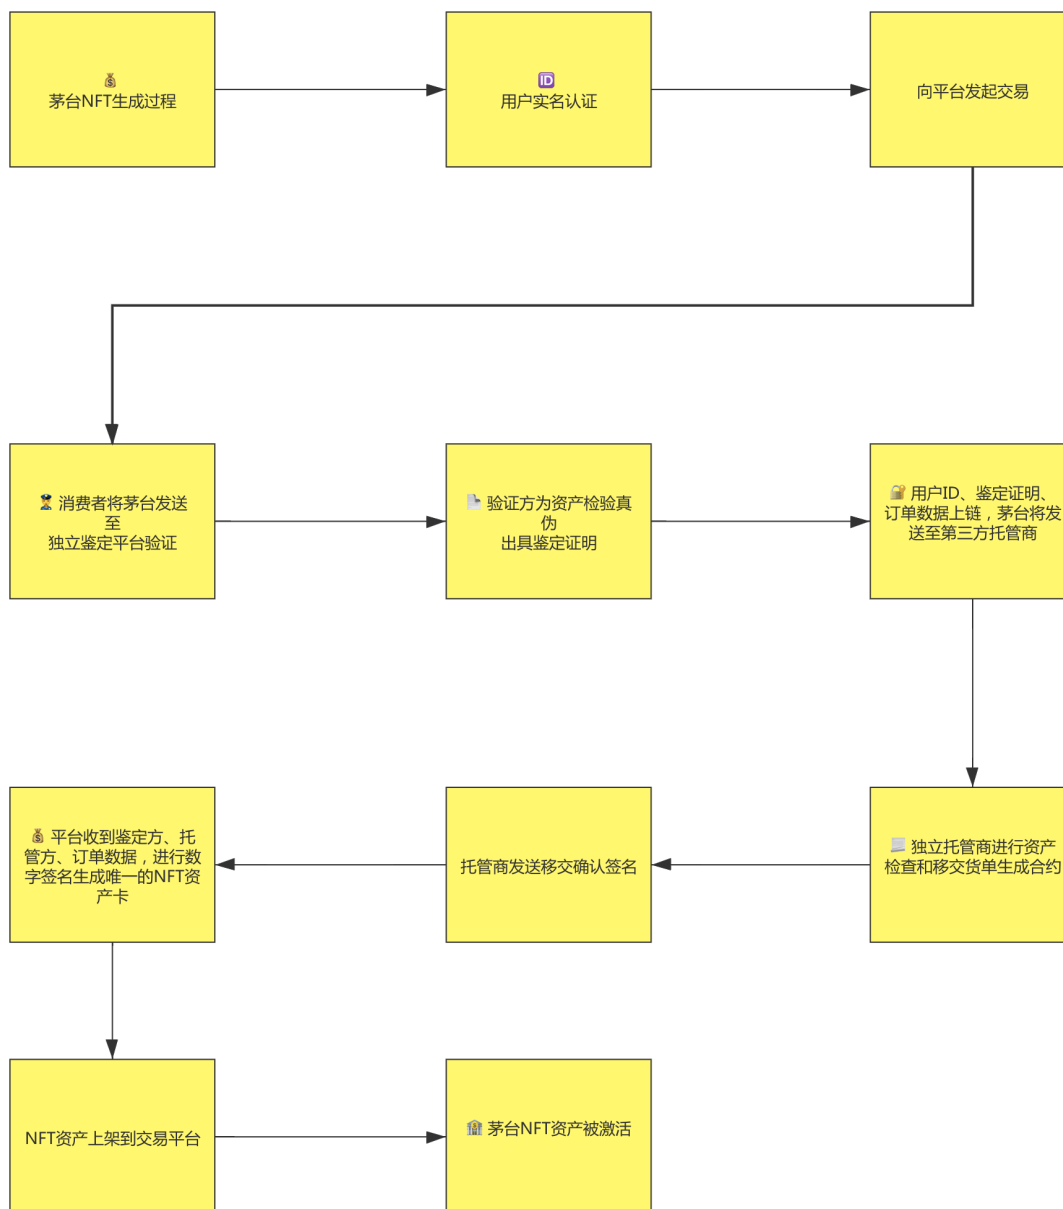 💰
茅台NFT生成过程
🆔
用户实名认证
向平台发起交易
👮 消费者将茅台发送
至
独立鉴定平台验证
📄 验证方为资产检验真
伪
出具鉴定证明
🔐 用户ID、鉴定证明、
订单数据上链，茅台将发
送至第三方托管商
📃 独立托管商进行资产
检查和移交货单生成合约
托管商发送移交确认签名
💰 平台收到鉴定方、托
管方、订单数据，进行数
字签名生成唯一的NFT资
产卡
NFT资产上架到交易平台
🏦 茅台NFT资产被激活